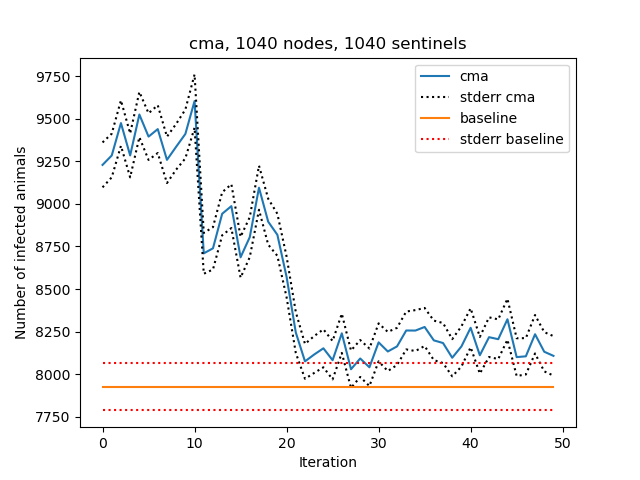 cma, 1040 nodes, 1040 sentinels
cma
stderr cma
baseline
stderr baseline
Number of infected animals
9750
9500
9250
9000
8750
8500
8250
8000
7750
0 10 20 30 40 50
Iteration